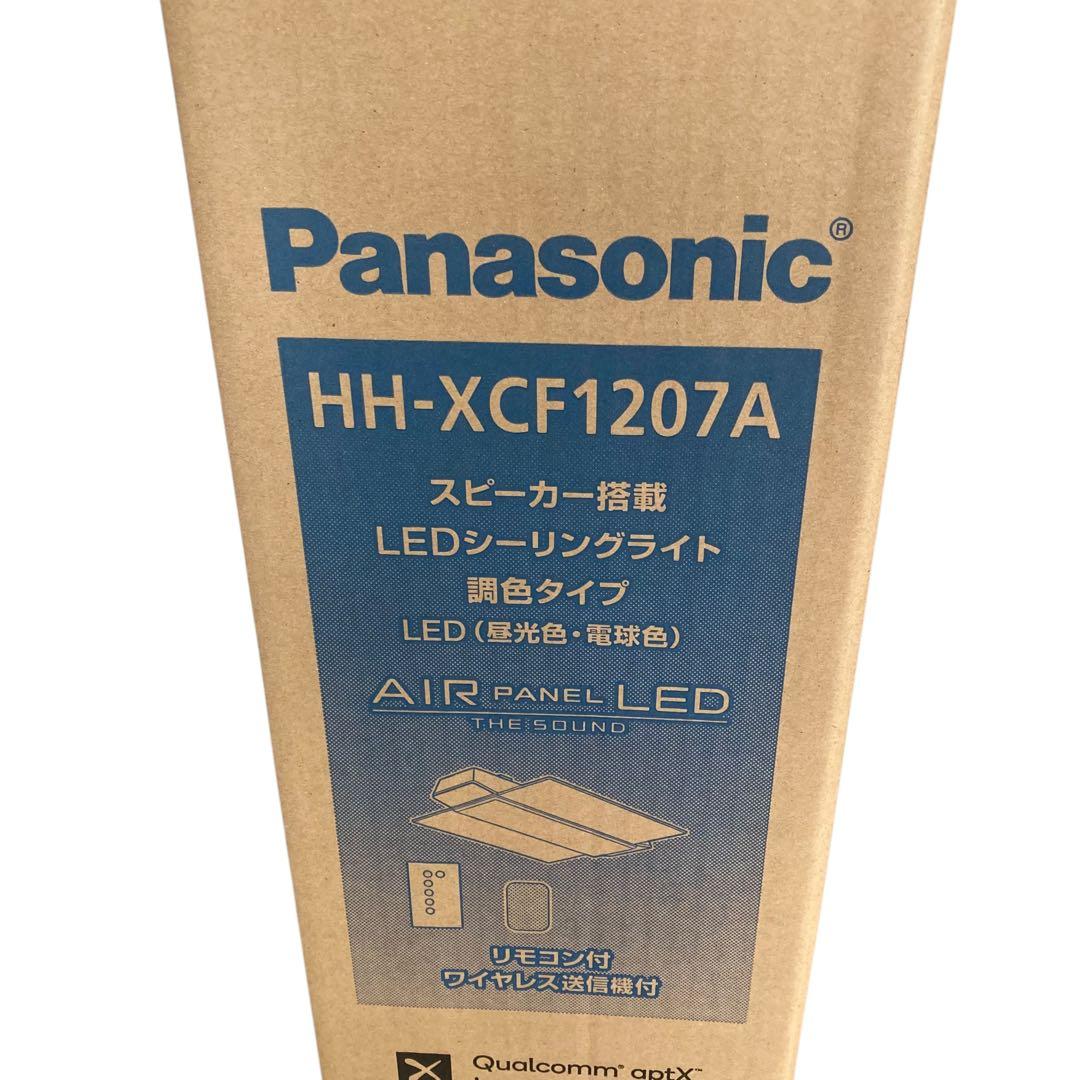 Panasonic®
HH-XCF1207A
スピーカー搭載
LEDシーリングライト
調色タイプ
LED（昼光色・電球色）
AIR PANEL LED
THE SOUND
リモコン付
ワイヤレス送信機付
Qualcomm® aptX™